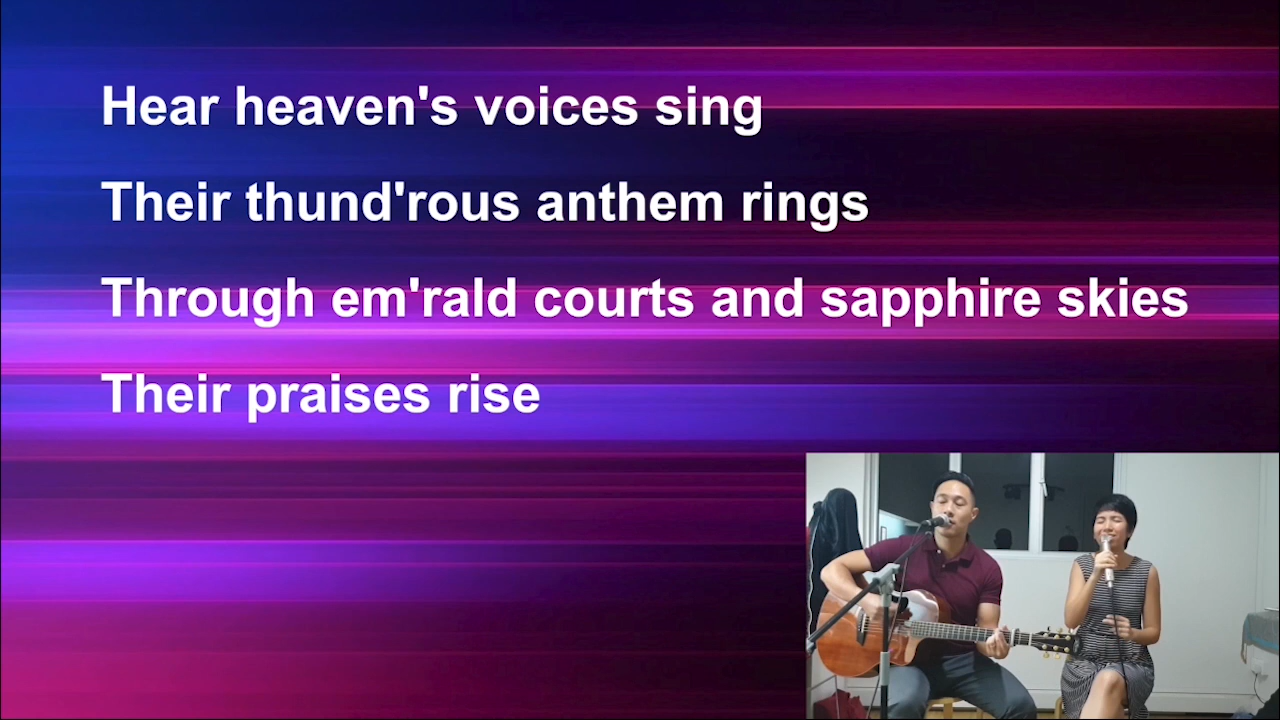 Hear heaven's voices sing
Their thund'rous anthem rings
Through em'rald courts and sapphire skies
Their praises rise